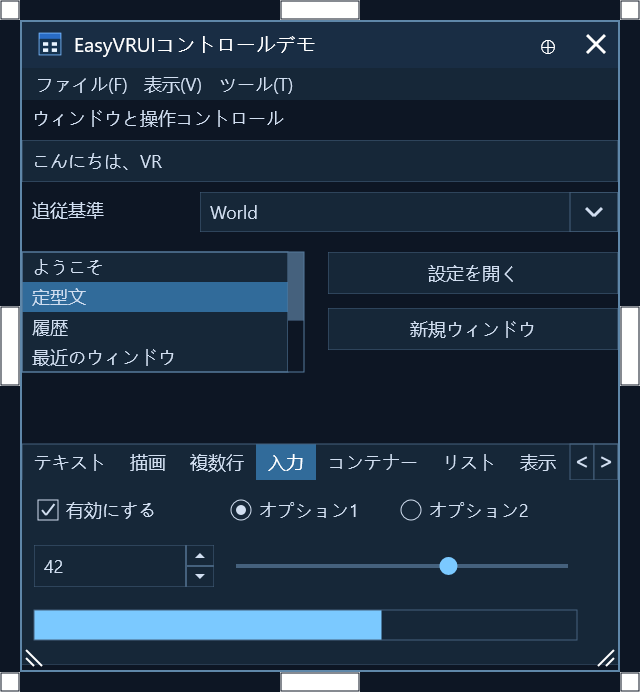 EasyVRUIコントロールデモ
ファイル(F) 表示(V) ツール(T)
ウィンドウと操作コントロール
こんにちは、VR
追従基準 World
ようこそ
定型文
履歴
最近のウィンドウ
設定を開く
新規ウィンドウ
テキスト 描画 複数行 入力 コンテナー リスト 表示 < >
有効にする オプション1 オプション2
42